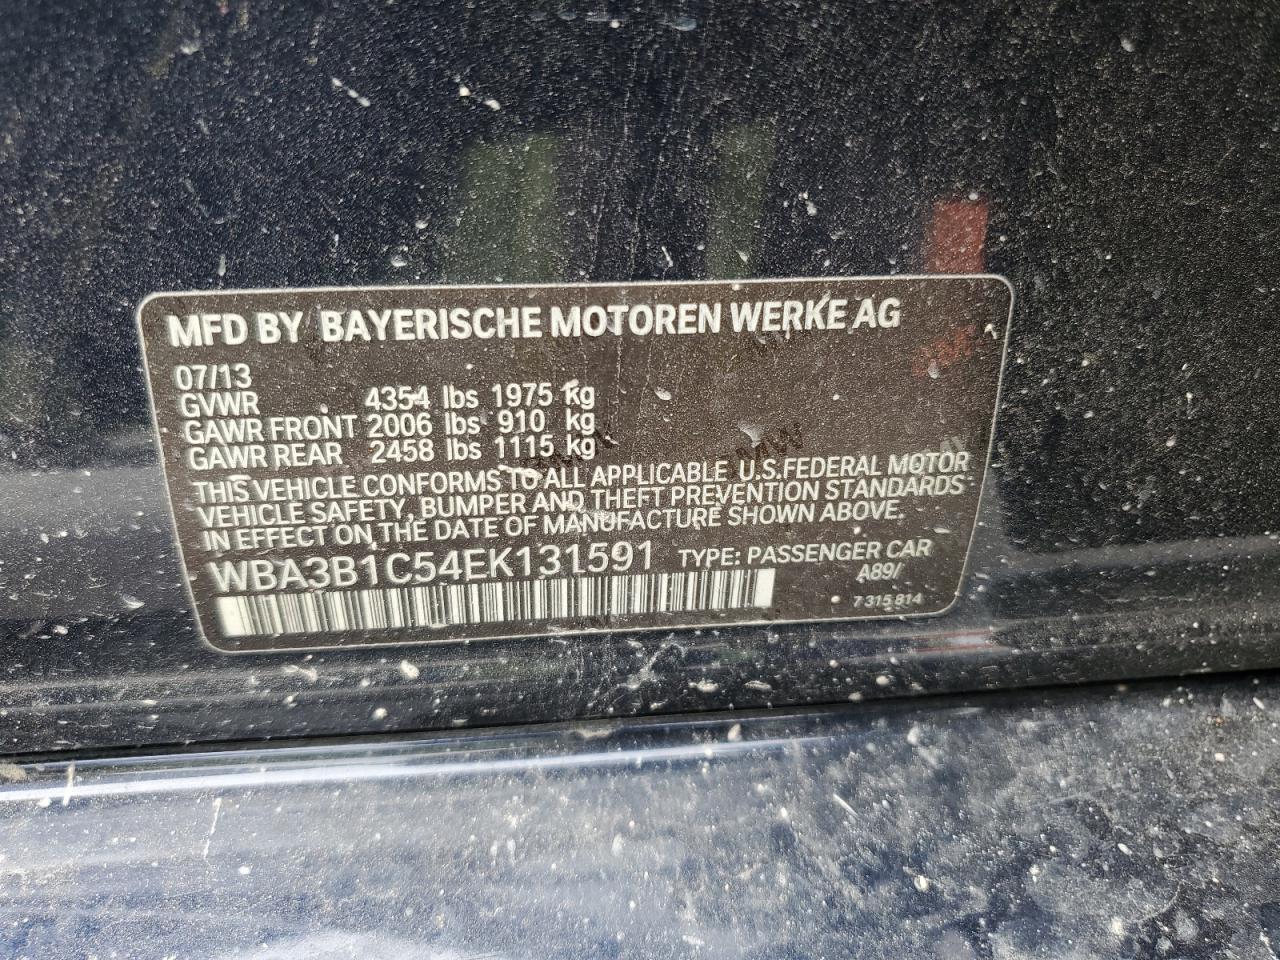 MFD BY BAYERISCHE MOTOREN WERKE AG
07/13
GVWR 4354 lbs 1975 kg
GAWR FRONT 2006 lbs 910 kg
GAWR REAR 2458 lbs 1115 kg
THIS VEHICLE CONFORMS TO ALL APPLICABLE U.S.FEDERAL MOTOR
VEHICLE SAFETY, BUMPER AND THEFT PREVENTION STANDARDS
IN EFFECT ON THE DATE OF MANUFACTURE SHOWN ABOVE.
WBA3B1C54EK131591 TYPE: PASSENGER CAR
A89/
7 315 814